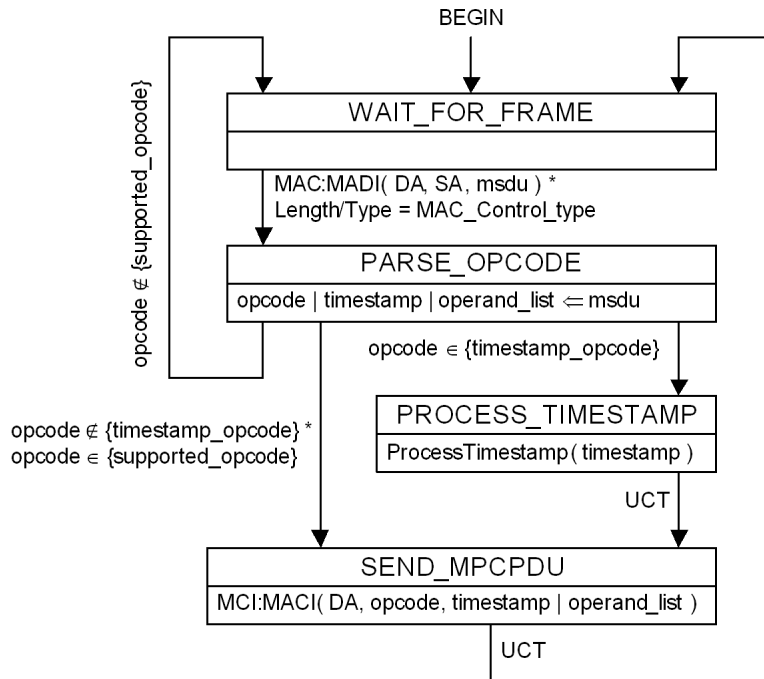 BEGIN
WAIT_FOR_FRAME
opcode ∉ {supported_opcode}
MAC:MADI( DA, SA, msdu ) *
Length/Type = MAC_Control_type
PARSE_OPCODE
opcode | timestamp | operand_list ⇐ msdu
opcode ∈ {timestamp_opcode}
opcode ∉ {timestamp_opcode} *
opcode ∈ {supported_opcode}
PROCESS_TIMESTAMP
ProcessTimestamp( timestamp )
UCT
SEND_MPCPDU
MCI:MACI( DA, opcode, timestamp | operand_list )
UCT